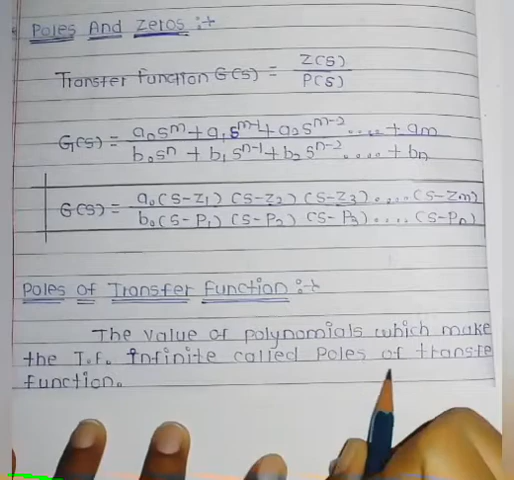 Poles And Zeros :-
Transfer function G(s) = Z(S) / P(S)
G(s) = a₀s^m + a₁s^m-1 + a₂s^m-2 ..... + am / b₀s^n + b₁s^n-1 + b₂s^n-2 ..... + bn
G(s) = a₀(S-Z₁) (S-Z₂) (S-Z₃) .....(S-Zm) / b₀(S-P₁) (S-P₂) (S-P₃) .....(S-Pn)
Poles of Transfer function :-
The value of polynomials which make
the T.F. Infinite called Poles of transfe
function.